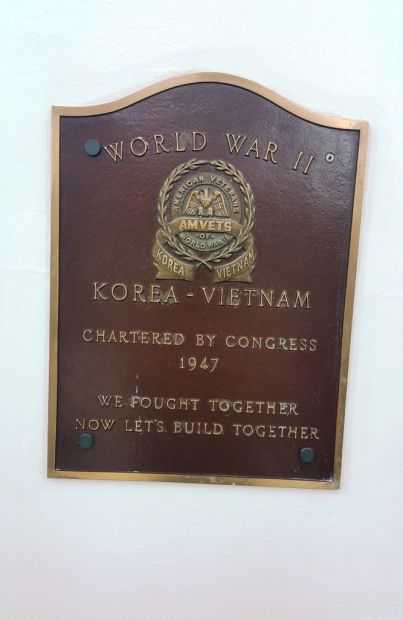 WORLD WAR II
AMERICAN VETERANS
AMVETS
OF
WORLD WAR II
KOREA
VIETNAM
KOREA - VIETNAM
CHARTERED BY CONGRESS
1947
WE FOUGHT TOGETHER
NOW LET'S BUILD TOGETHER